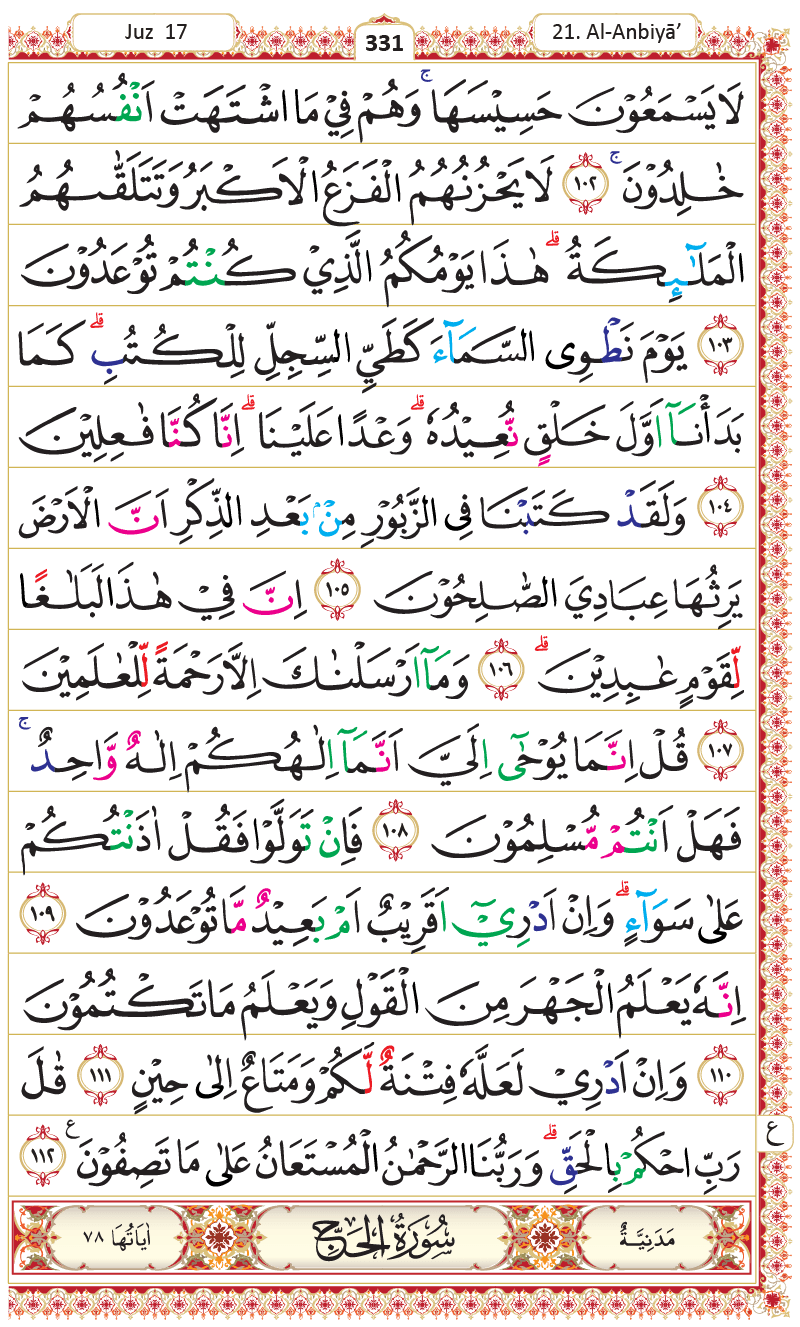 Juz 17
331
21. Al-Anbiyā’
لَا يَسْمَعُوْنَ حَسِيْسَهَا ۚ وَهُمْ فِيْ مَا اشْتَهَتْ اَنْفُسُهُمْ
خٰلِدُوْنَ ۚ ١٠٢ لَا يَحْزُنُهُمُ الْفَزَعُ الْاَكْبَرُ وَتَتَلَقّٰىهُمُ
الْمَلٰۤىِٕكَةُ ۗ هٰذَا يَوْمُكُمُ الَّذِيْ كُنْتُمْ تُوْعَدُوْنَ
١٠٣ يَوْمَ نَطْوِى السَّمَاۤءَ كَطَيِّ السِّجِلِّ لِلْكُتُبِ ۗ كَمَا
بَدَأْنَآ اَوَّلَ خَلْقٍ نُّعِيْدُهٗ ۗ وَعْدًا عَلَيْنَا ۗ اِنَّا كُنَّا فٰعِلِيْنَ
١٠٤ وَلَقَدْ كَتَبْنَا فِى الزَّبُوْرِ مِنْۢ بَعْدِ الذِّكْرِ اَنَّ الْاَرْضَ
يَرِثُهَا عِبَادِيَ الصّٰلِحُوْنَ ١٠٥ اِنَّ فِيْ هٰذَا لَبَلٰغًا
لِّقَوْمٍ عٰبِدِيْنَ ۗ ١٠٦ وَمَآ اَرْسَلْنٰكَ اِلَّا رَحْمَةً لِّلْعٰلَمِيْنَ
١٠٧ قُلْ اِنَّمَا يُوْحٰٓى اِلَيَّ اَنَّمَآ اِلٰهُكُمْ اِلٰهٌ وَّاحِدٌ ۚ
فَهَلْ اَنْتُمْ مُّسْلِمُوْنَ ١٠٨ فَاِنْ تَوَلَّوْا فَقُلْ اٰذَنْتُكُمْ
عَلٰى سَوَاۤءٍ ۗ وَاِنْ اَدْرِيْٓ اَقَرِيْبٌ اَمْ بَعِيْدٌ مَّا تُوْعَدُوْنَ ١٠٩
اِنَّهٗ يَعْلَمُ الْجَهْرَ مِنَ الْقَوْلِ وَيَعْلَمُ مَا تَكْتُمُوْنَ
١١٠ وَاِنْ اَدْرِيْ لَعَلَّهٗ فِتْنَةٌ لَّكُمْ وَمَتَاعٌ اِلٰى حِيْنٍ ١١١ قٰلَ
رَبِّ احْكُمْ بِالْحَقِّ ۗ وَرَبُّنَا الرَّحْمٰنُ الْمُسْتَعَانُ عَلٰى مَا تَصِفُوْنَ ࣖ ١١٢
ع
مَدَنِيَّةٌ سُوْرَةُ الْحَجِّ اٰيَاتُهَا ٧٨